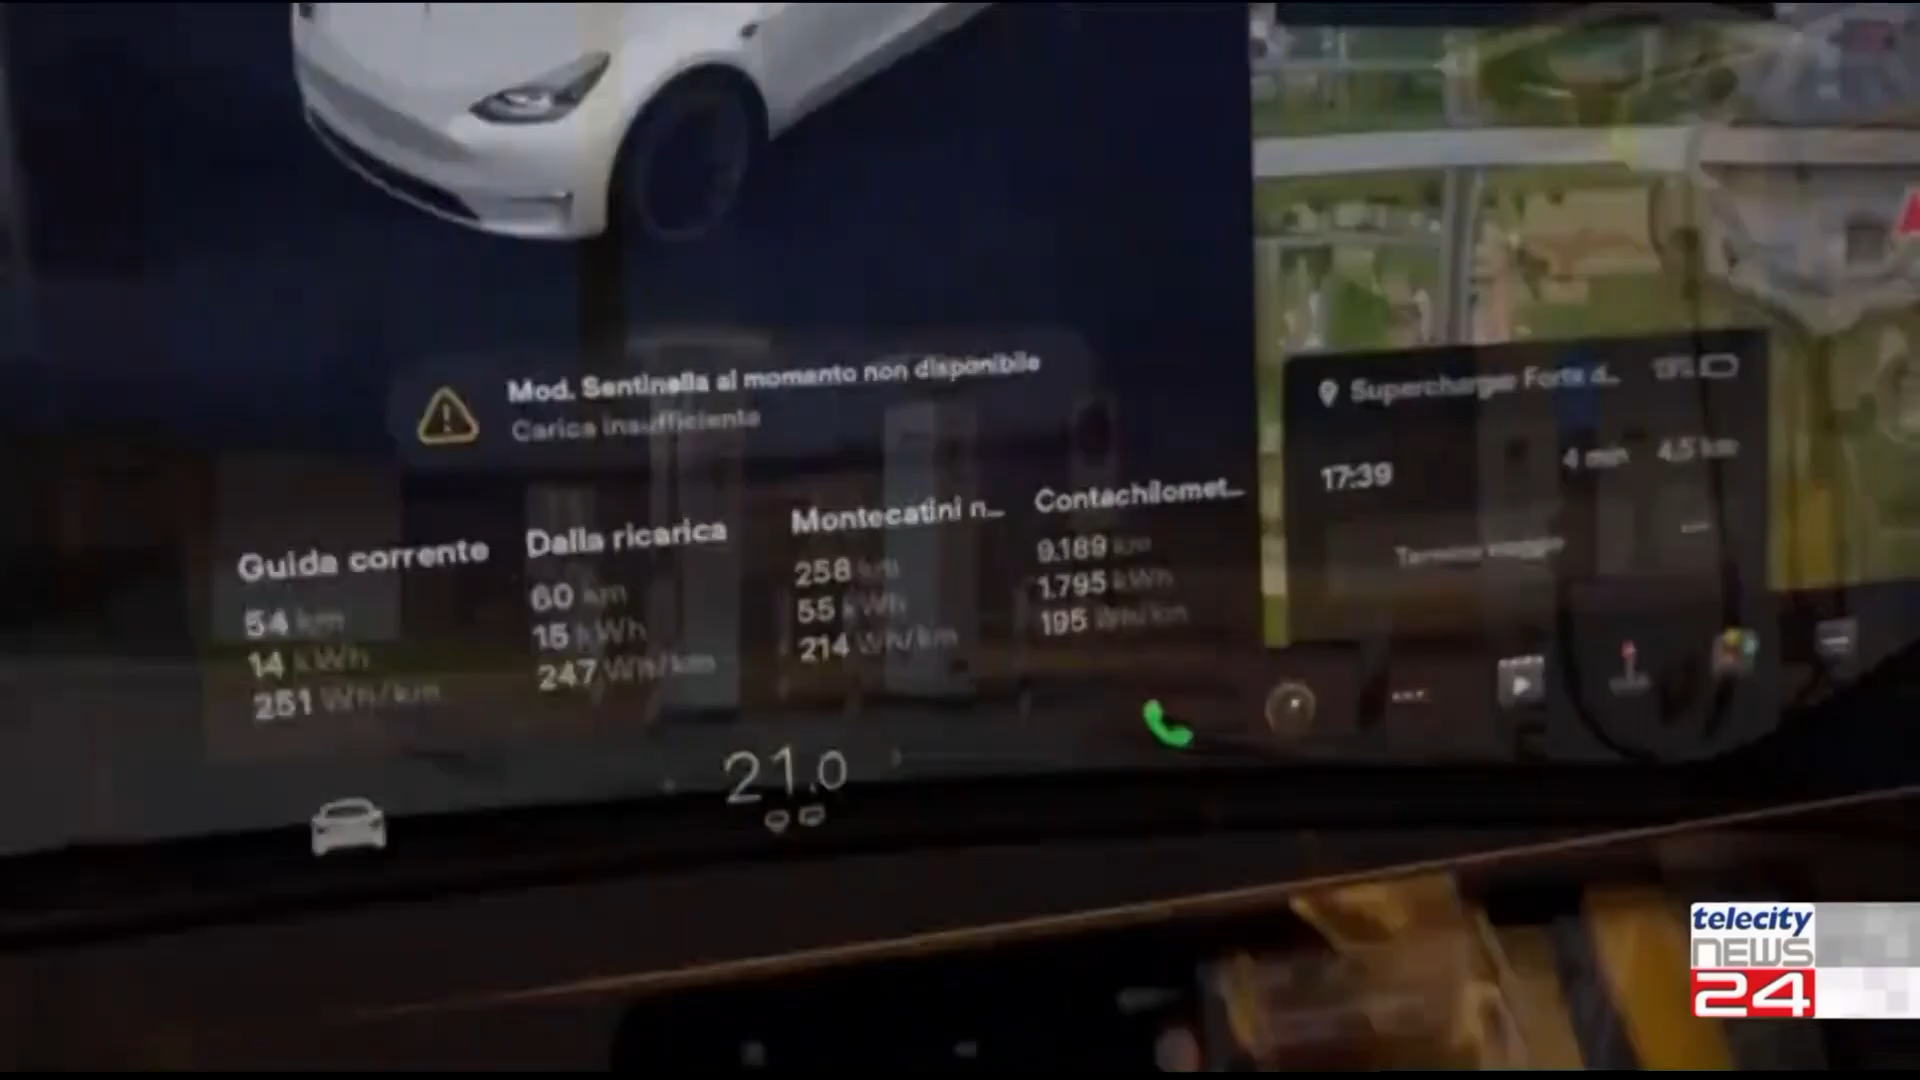 Mod. Sentinella al momento non disponibile
Carica insufficiente
Guida corrente
54 km
14 kWh
251 Wh/km
Dalla ricarica
60 km
15 kWh
247 Wh/km
Montecatini n...
258 km
55 kWh
214 Wh/km
Contachilomet...
9.189 km
1.795 kWh
195 Wh/km
Supercharger Forte d...
17:39
4 min
4,5 km
Termina viaggio
21.0
telecity
NEWS
24